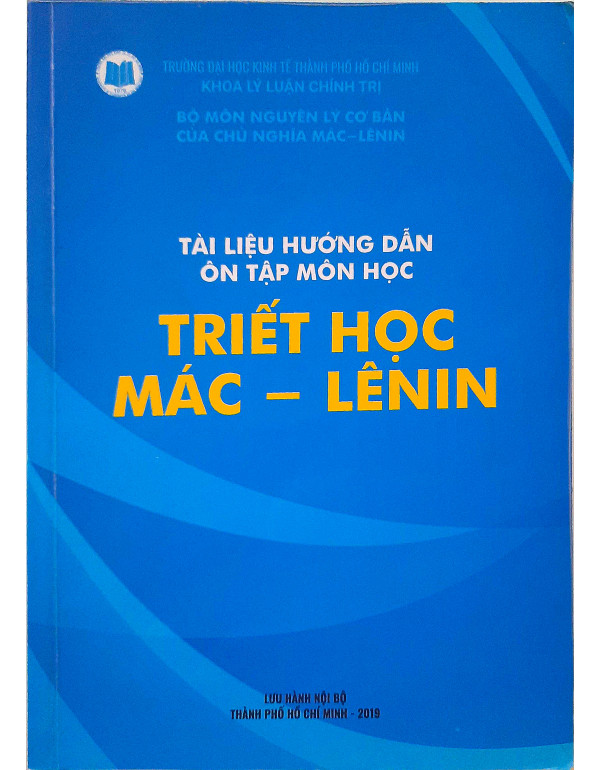 TRƯỜNG ĐẠI HỌC KINH TẾ THÀNH PHỐ HỒ CHÍ MINH
KHOA LÝ LUẬN CHÍNH TRỊ
BỘ MÔN NGUYÊN LÝ CƠ BẢN
CỦA CHỦ NGHĨA MÁC–LÊNIN
1976
TÀI LIỆU HƯỚNG DẪN
ÔN TẬP MÔN HỌC
TRIẾT HỌC
MÁC – LÊNIN
LƯU HÀNH NỘI BỘ
THÀNH PHỐ HỒ CHÍ MINH - 2019